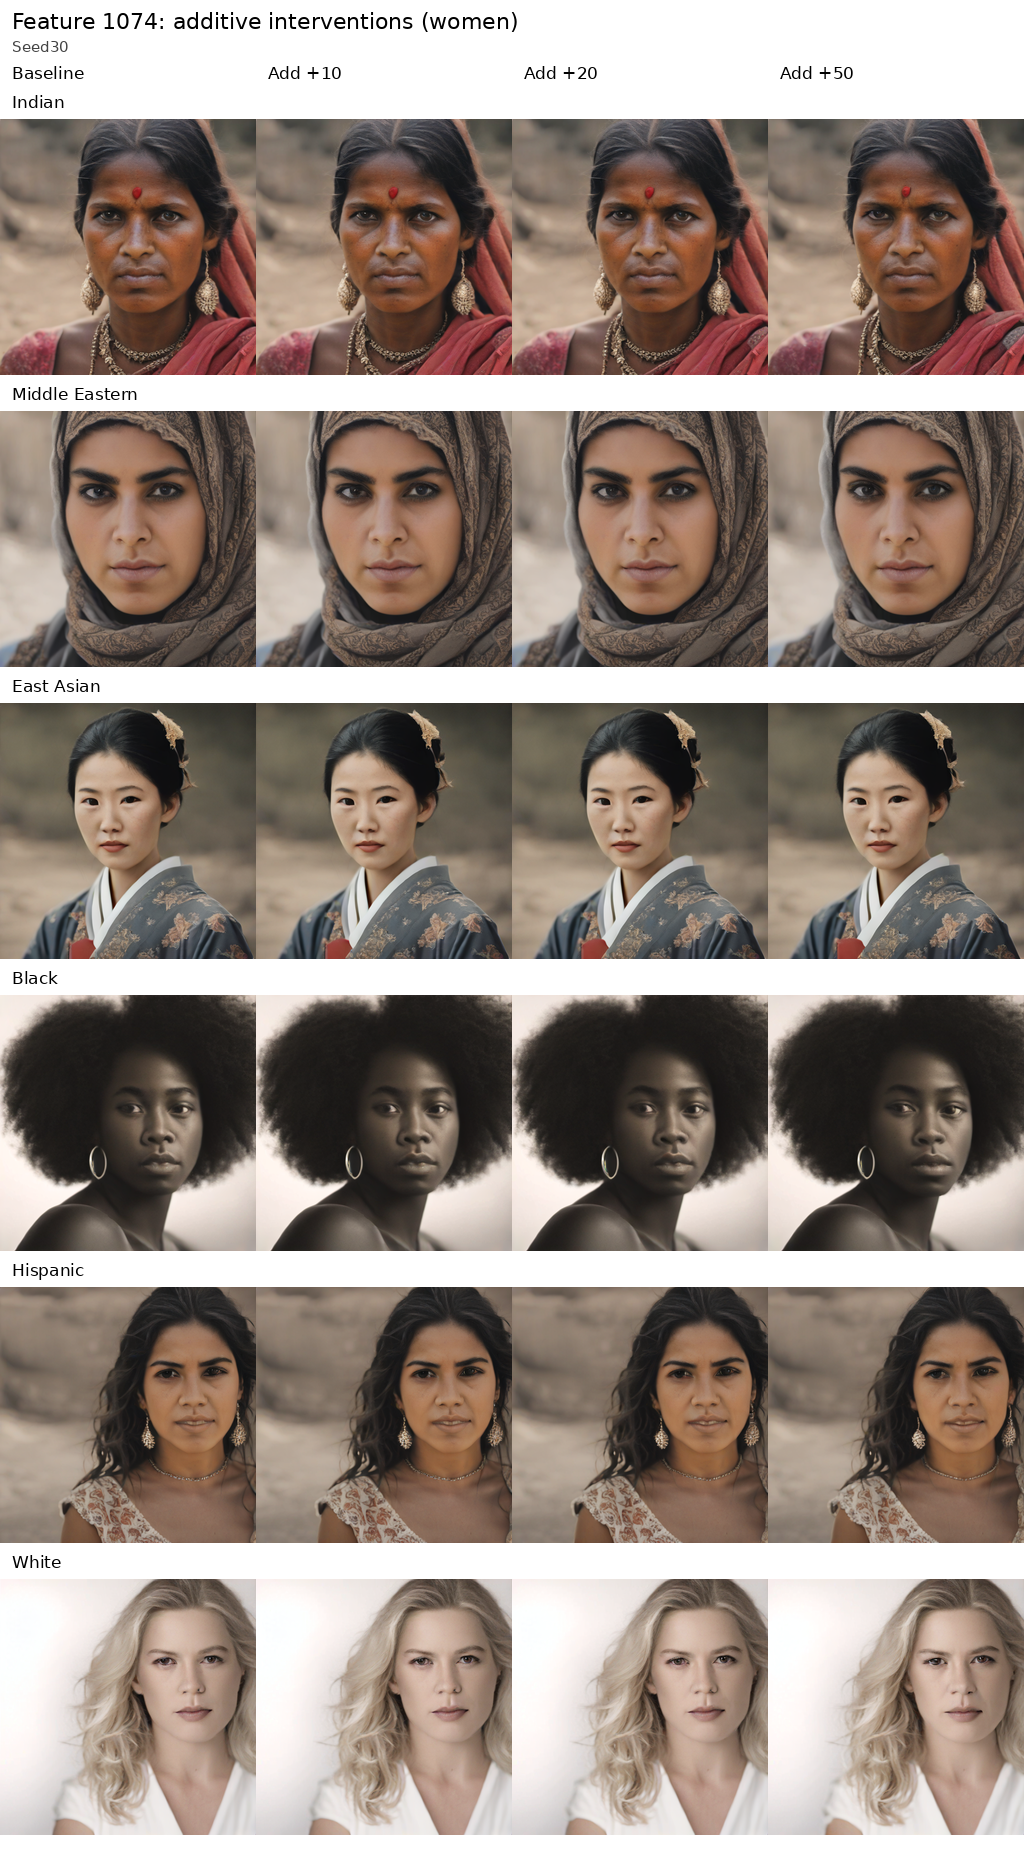 Feature 1074: additive interventions (women)
Seed30
Baseline Add +10 Add +20 Add +50
Indian
Middle Eastern
East Asian
Black
Hispanic
White